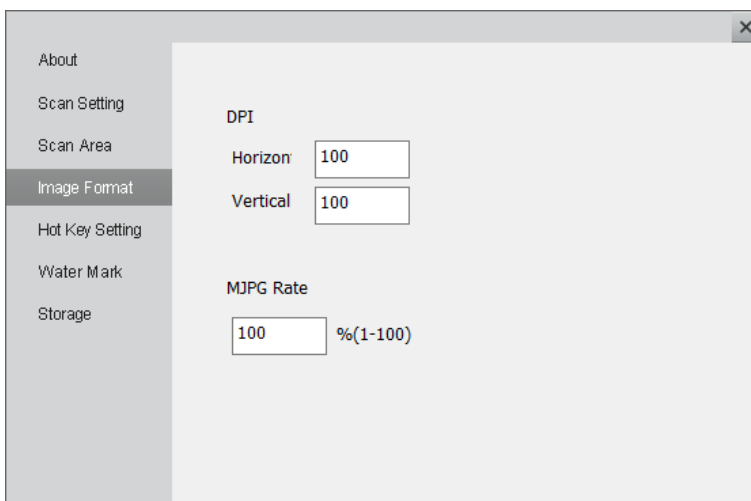 About
Scan Setting
Scan Area
Image Format
Hot Key Setting
Water Mark
Storage
DPI
Horizon
100
Vertical
100
MJPG Rate
100 %(1-100)